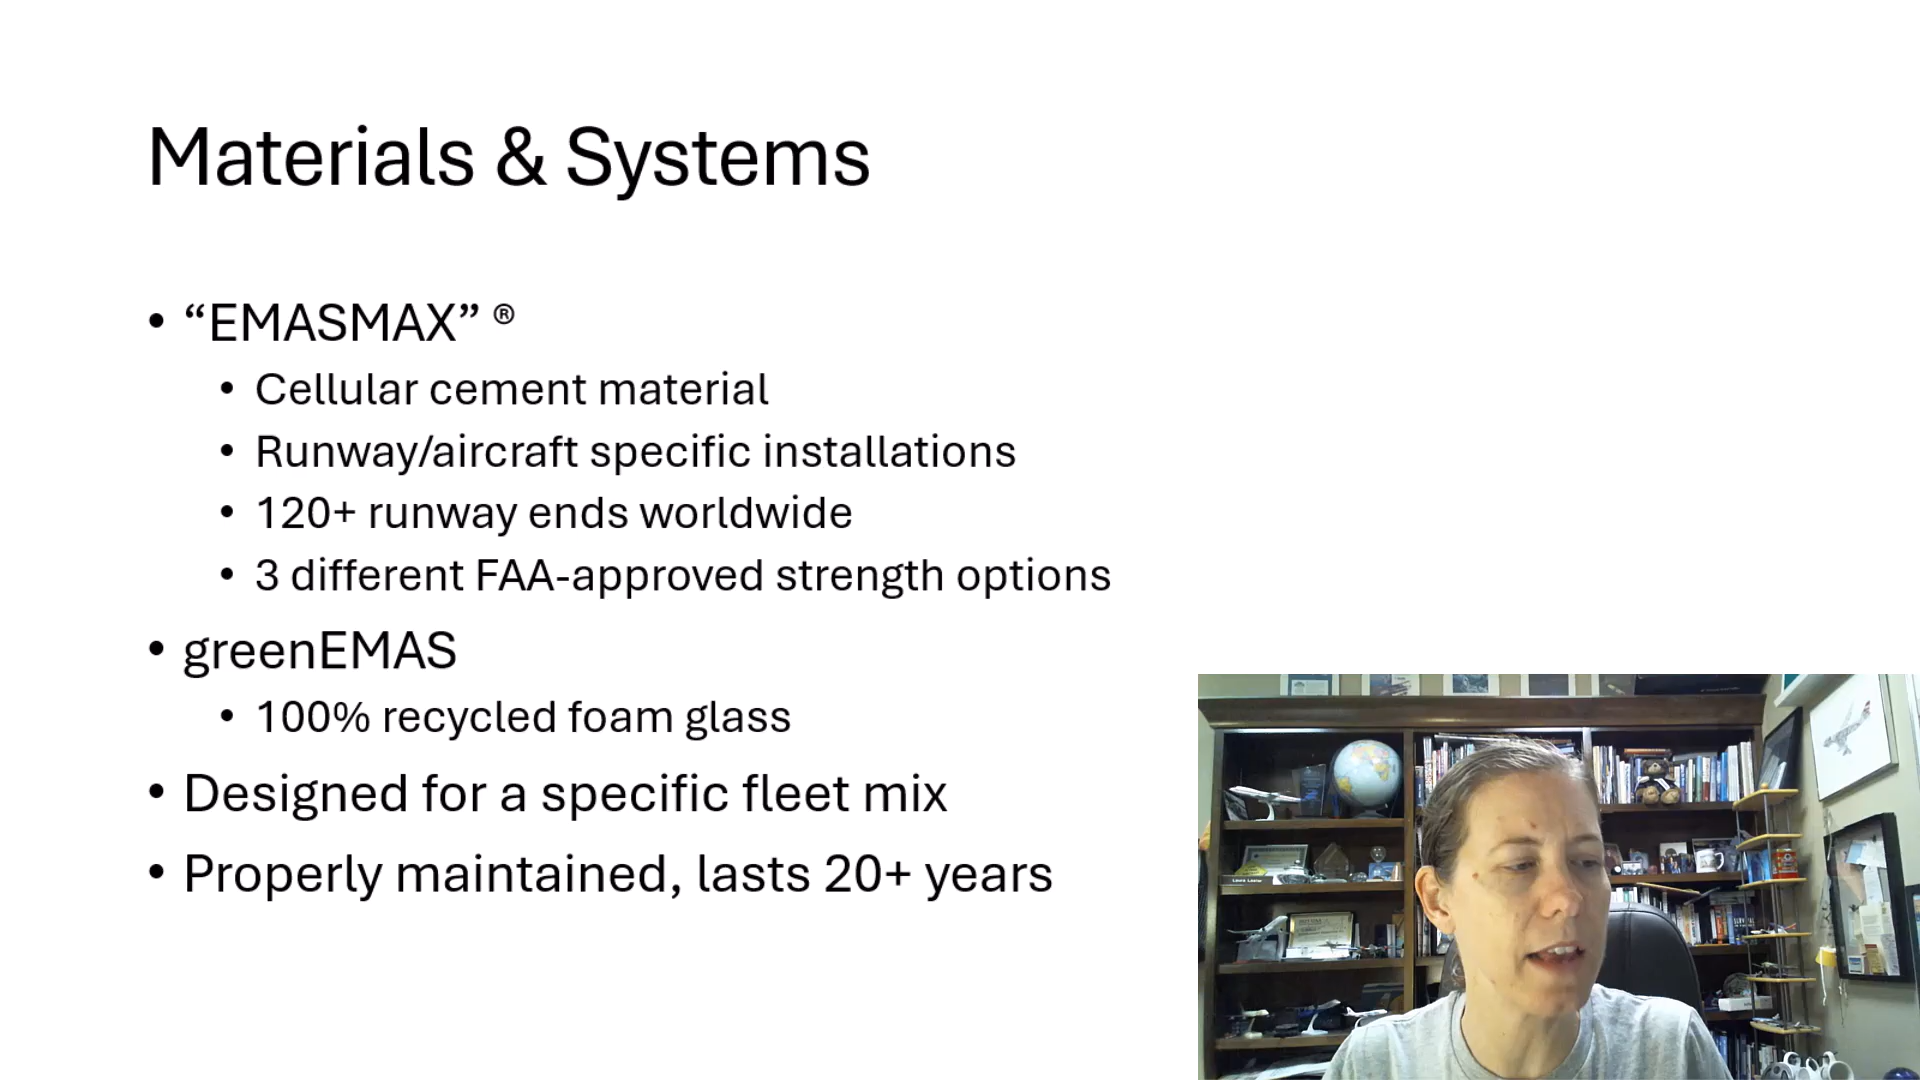 Materials & Systems
• “EMASMAX” ®
• Cellular cement material
• Runway/aircraft specific installations
• 120+ runway ends worldwide
• 3 different FAA-approved strength options
• greenEMAS
• 100% recycled foam glass
• Designed for a specific fleet mix
• Properly maintained, lasts 20+ years